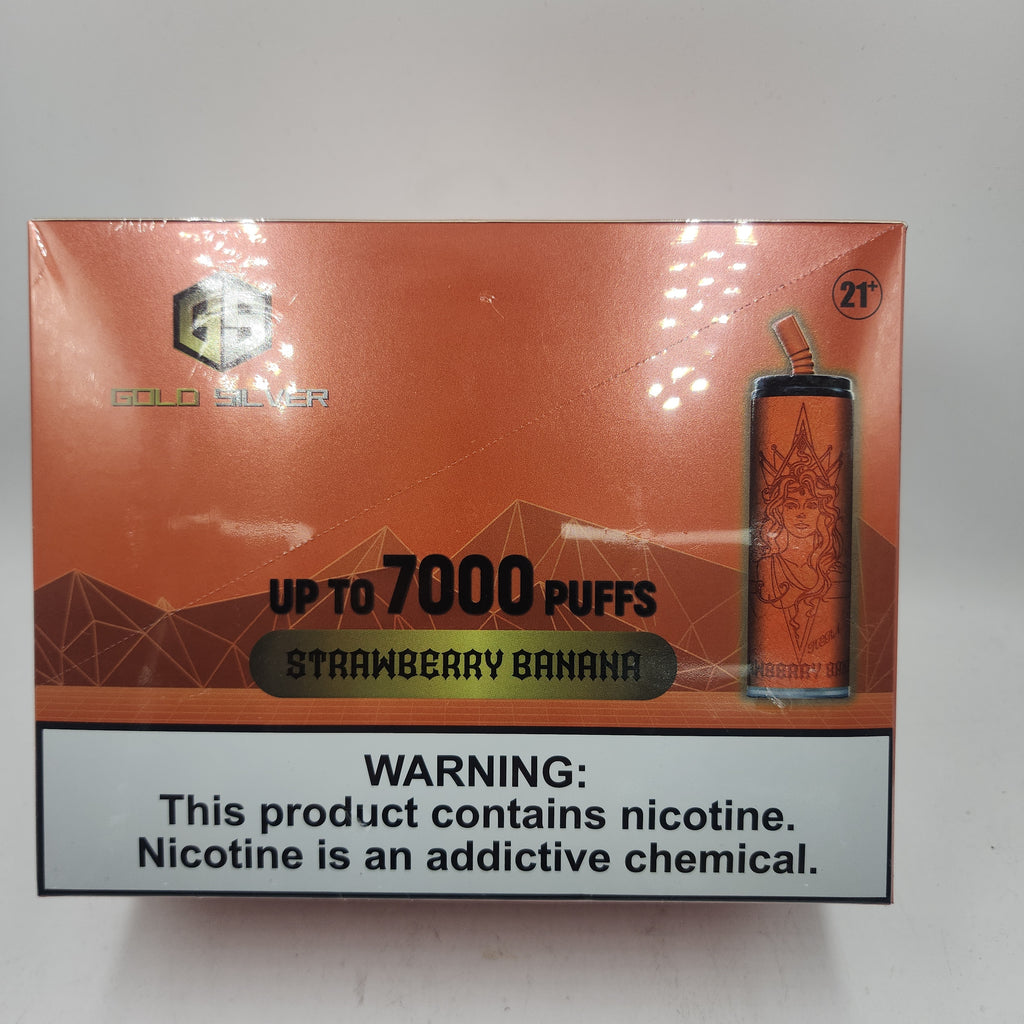 GS
GOLD SILVER
21+
UP TO 7000 PUFFS
STRAWBERRY BANANA
WARNING:
This product contains nicotine.
Nicotine is an addictive chemical.